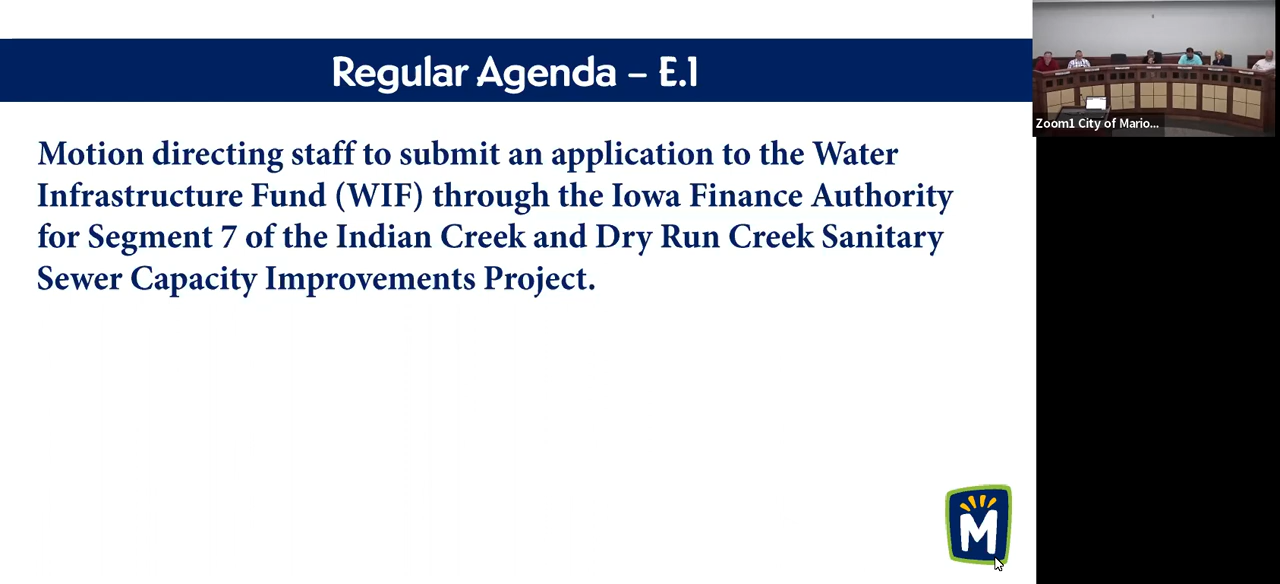 Regular Agenda – E.1
Motion directing staff to submit an application to the Water
Infrastructure Fund (WIF) through the Iowa Finance Authority
for Segment 7 of the Indian Creek and Dry Run Creek Sanitary
Sewer Capacity Improvements Project.
Zoom1 City of Mario...
M